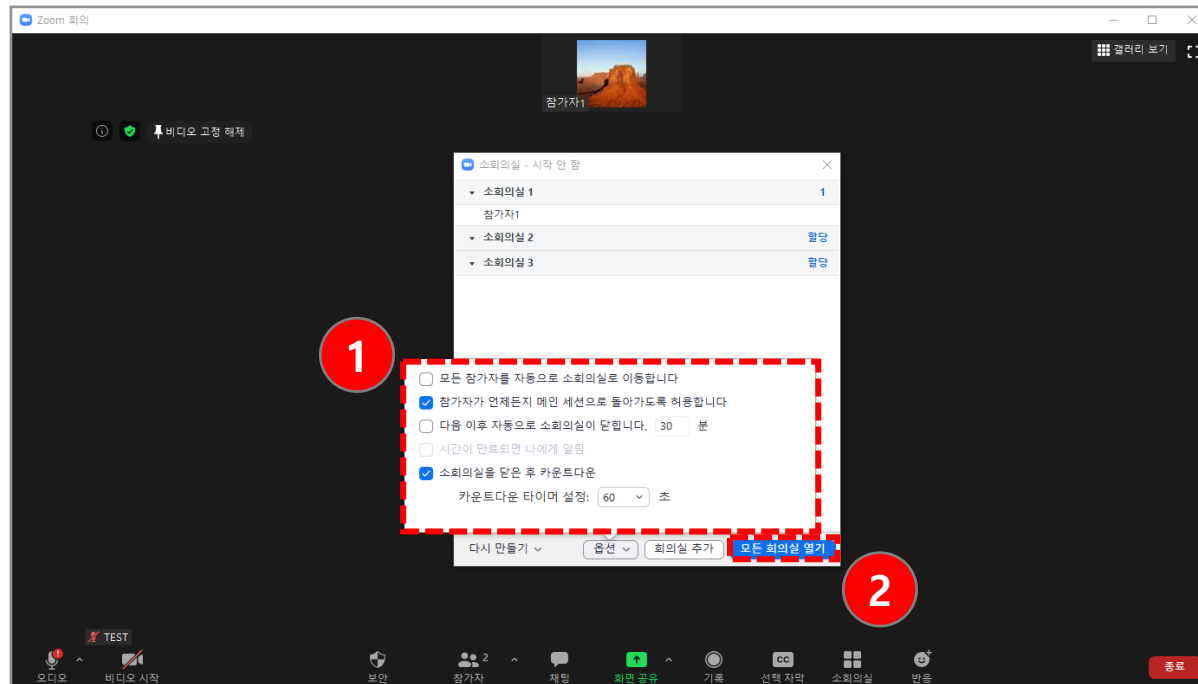 Zoom 회의
갤러리 보기
참가자1
비디오 고정 해제
소회의실 - 시작 안 함
소회의실 1 1
참가자1
소회의실 2 할당
소회의실 3 할당
1
모든 참가자를 자동으로 소회의실로 이동합니다
참가자가 언제든지 메인 세션으로 돌아가도록 허용합니다
다음 이후 자동으로 소회의실이 닫힙니다. 30 분
시간이 만료되면 나에게 알림
소회의실을 닫은 후 카운트다운
카운트다운 타이머 설정: 60 초
다시 만들기 옵션 회의실 추가 모든 회의실 열기
2
TEST
2
CC
오디오 비디오 시작 보안 참가자 채팅 화면 공유 기록 선택 자막 소회의실 반응 종료